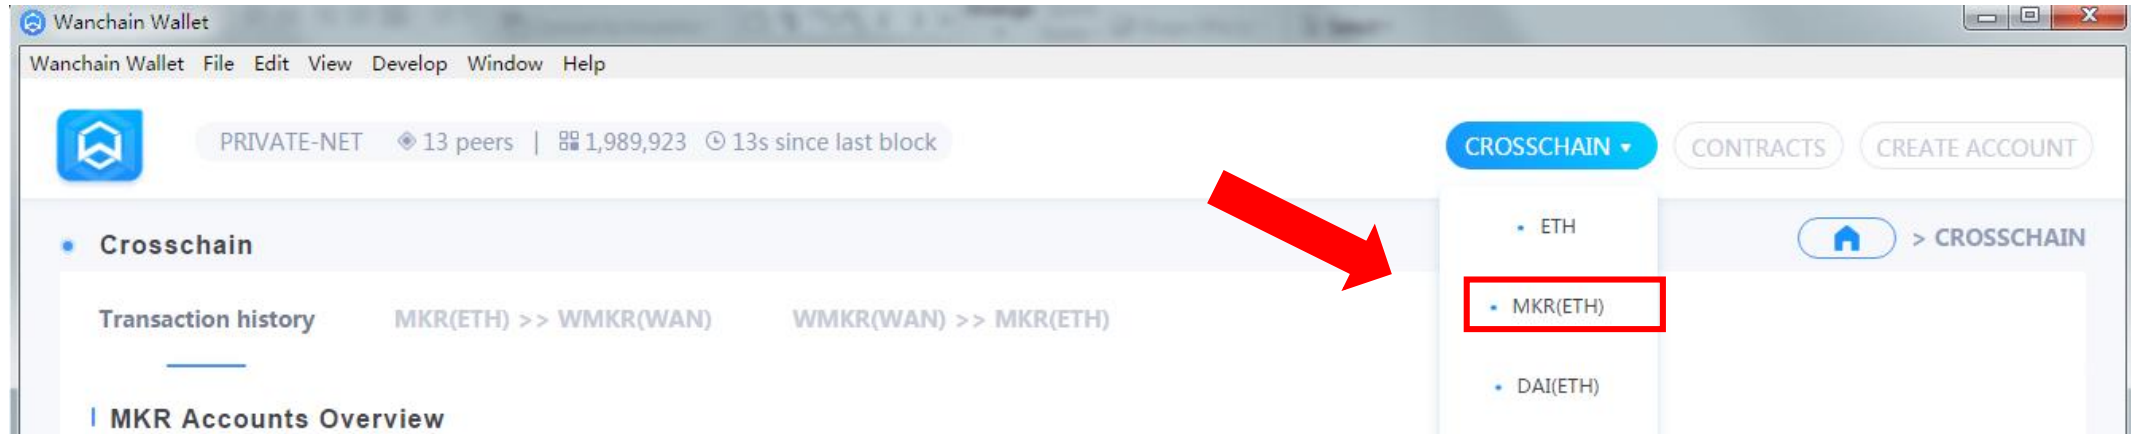 Wanchain Wallet
Wanchain Wallet File Edit View Develop Window Help
PRIVATE-NET 13 peers | 1,989,923 13s since last block
CROSSCHAIN CONTRACTS CREATE ACCOUNT
ETH
Crosschain
> CROSSCHAIN
MKR(ETH)
Transaction history MKR(ETH) >> WMKR(WAN) WMKR(WAN) >> MKR(ETH)
DAI(ETH)
MKR Accounts Overview